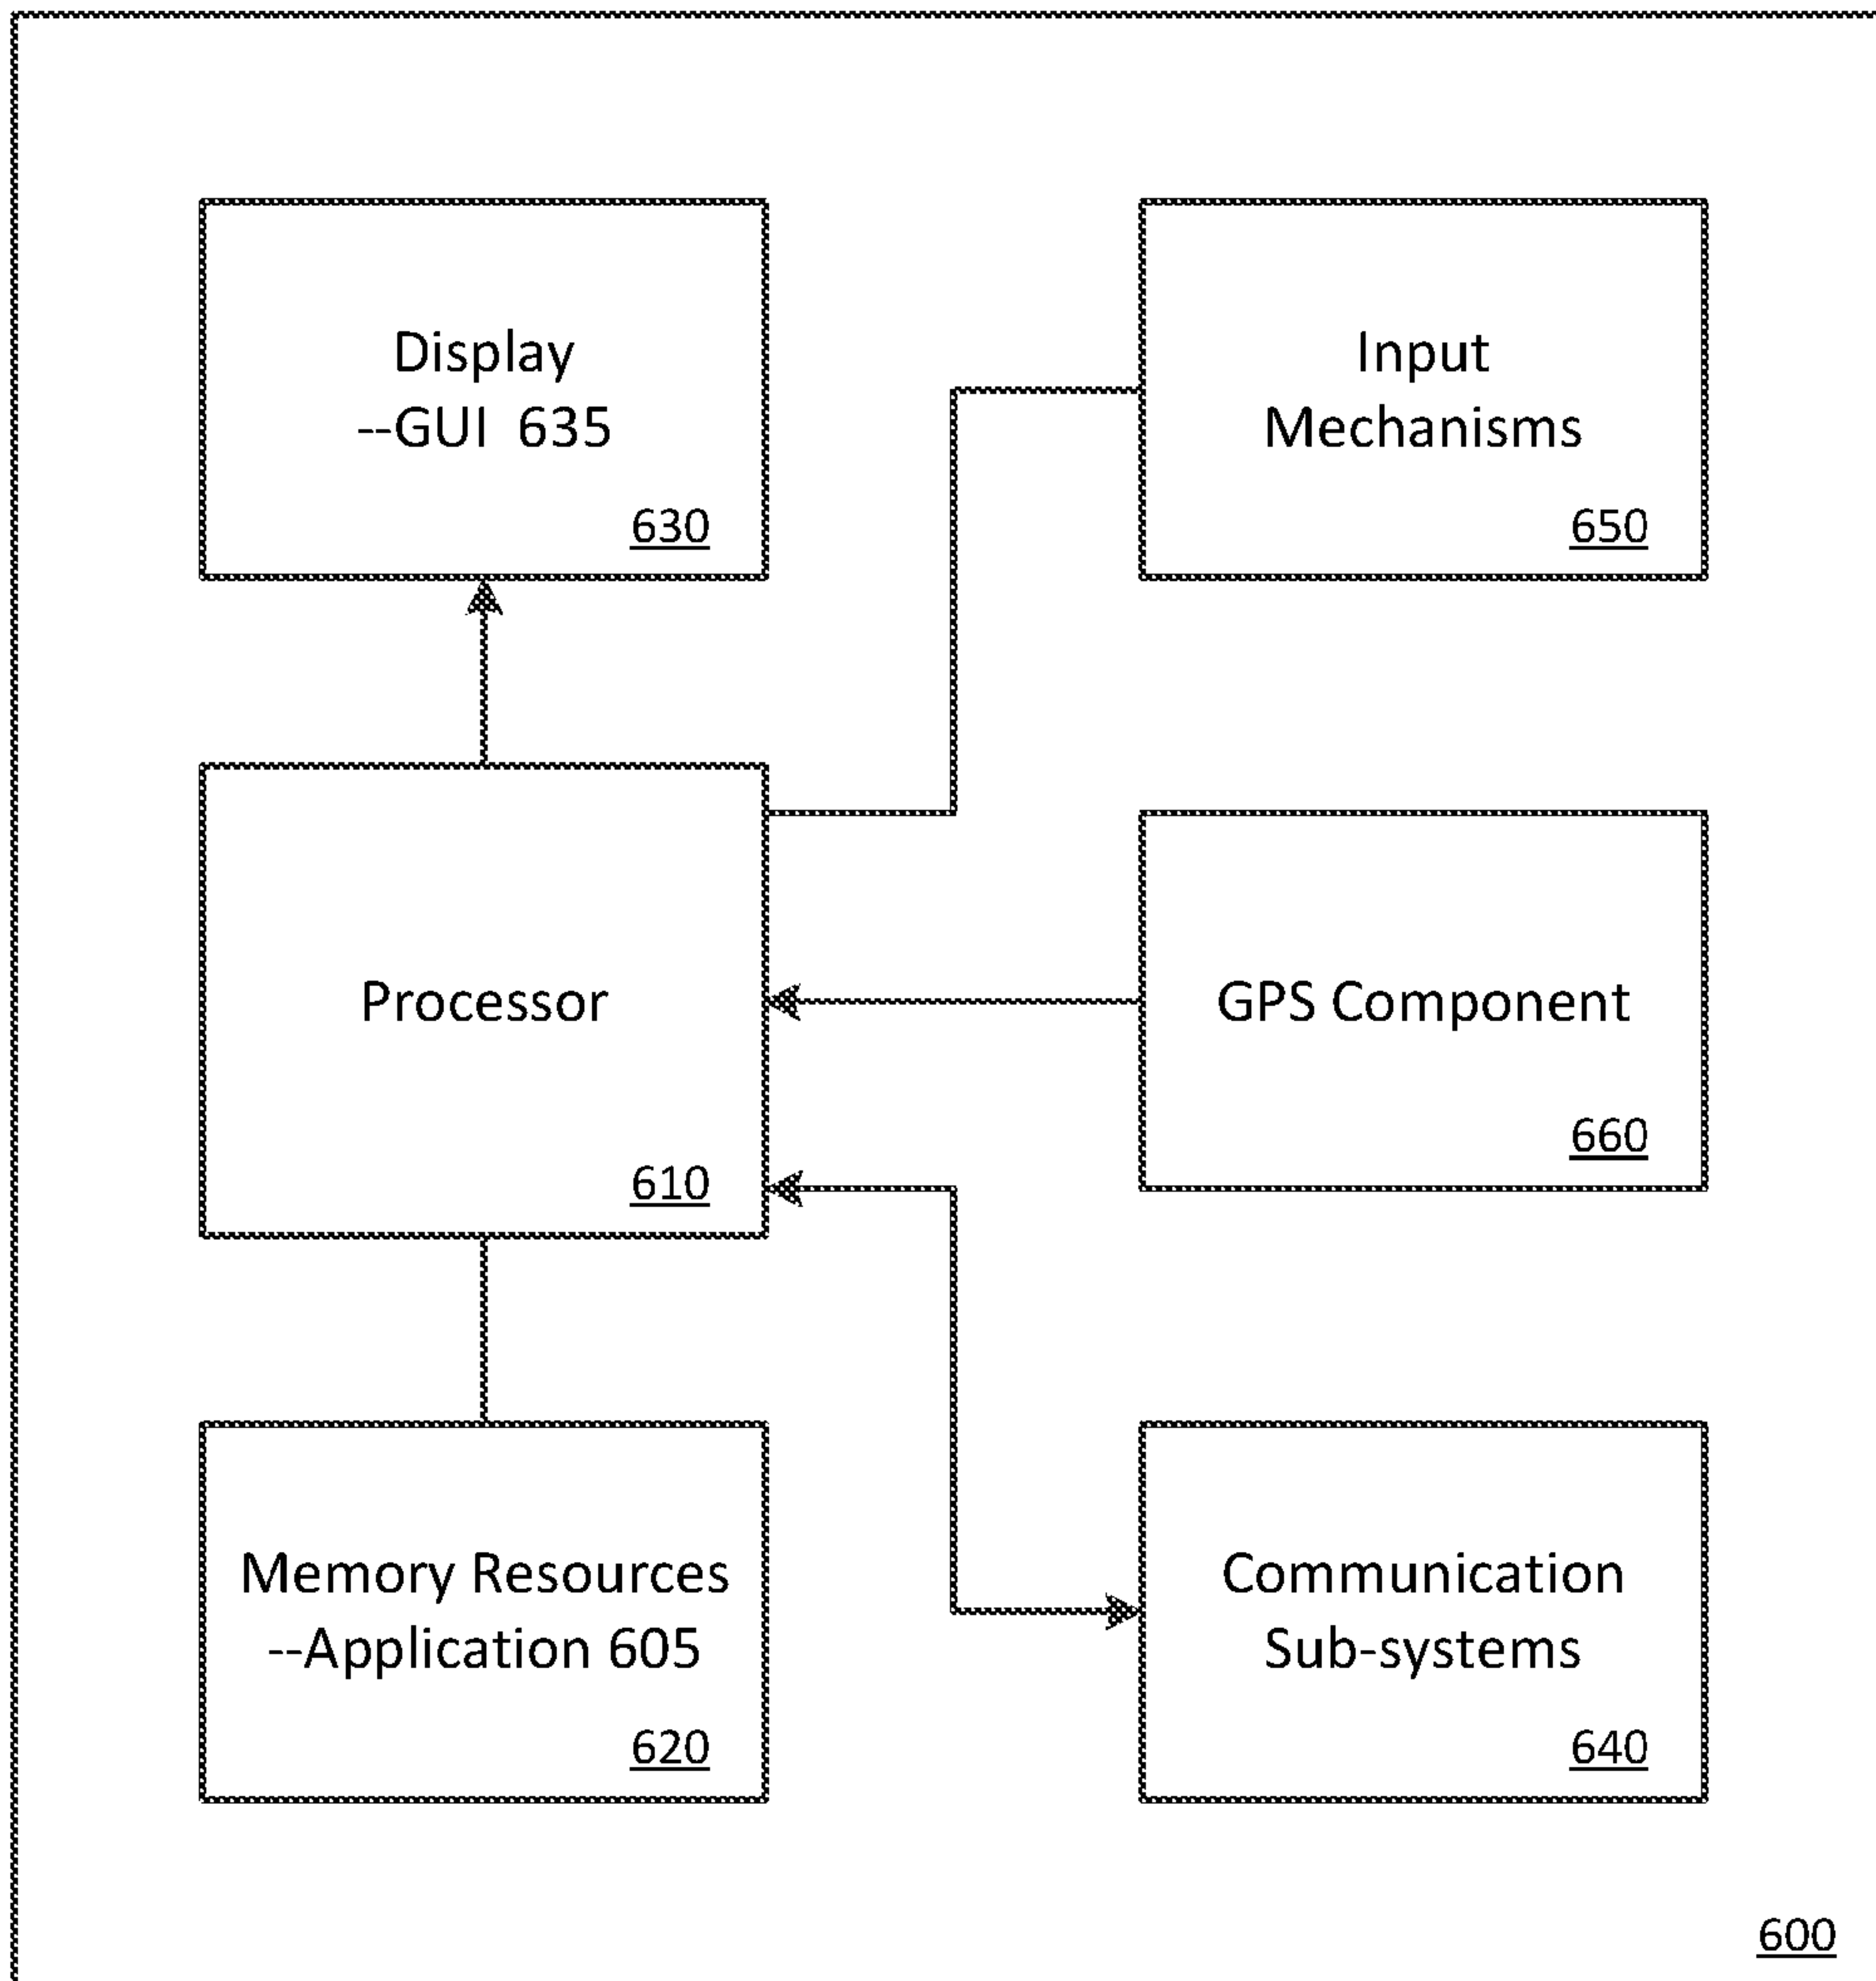 Display
--GUI 635
630
Input
Mechanisms
650
Processor
610
GPS Component
660
Memory Resources
--Application 605
620
Communication
Sub-systems
640
600